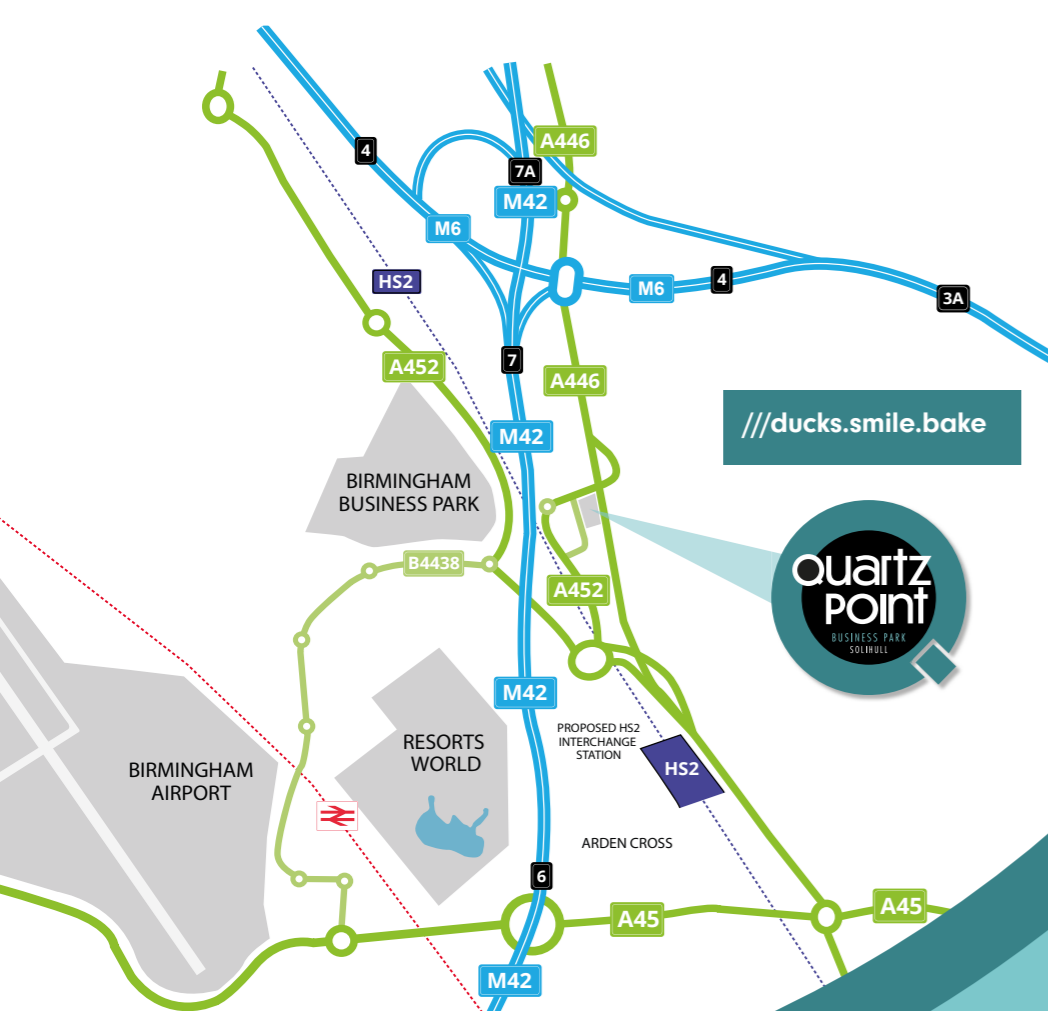 A446
4
7A
M42
M6
HS2
M6
4
3A
7
A452
A446
///ducks.smile.bake
M42
BIRMINGHAM
BUSINESS PARK
Quartz
POINT
BUSINESS PARK
SOLIHULL
B4438
A452
M42
PROPOSED HS2
INTERCHANGE
STATION
RESORTS
WORLD
HS2
BIRMINGHAM
AIRPORT
ARDEN CROSS
6
A45
A45
M42